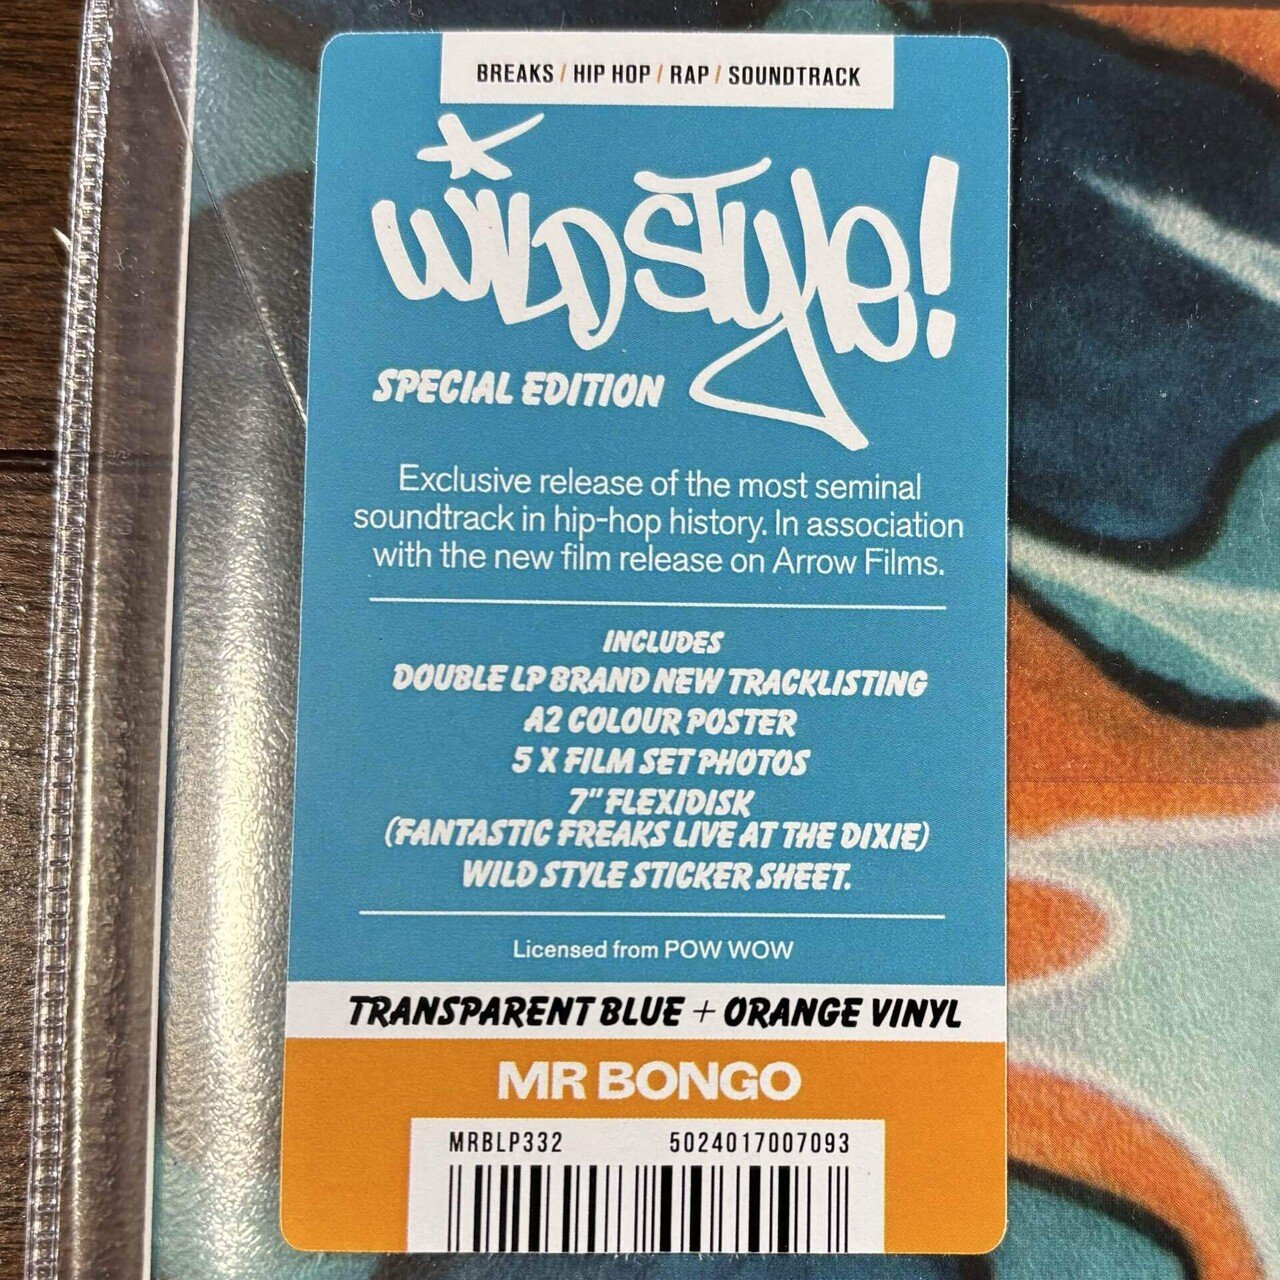 BREAKS / HIP HOP / RAP / SOUNDTRACK
WILD STYLE!
SPECIAL EDITION
Exclusive release of the most seminal
soundtrack in hip-hop history. In association
with the new film release on Arrow Films.
INCLUDES
DOUBLE LP BRAND NEW TRACKLISTING
A2 COLOUR POSTER
5 X FILM SET PHOTOS
7" FLEXIDISK
(FANTASTIC FREAKS LIVE AT THE DIXIE)
WILD STYLE STICKER SHEET.
Licensed from POW WOW
TRANSPARENT BLUE + ORANGE VINYL
MR BONGO
MRBLP332 5024017007093